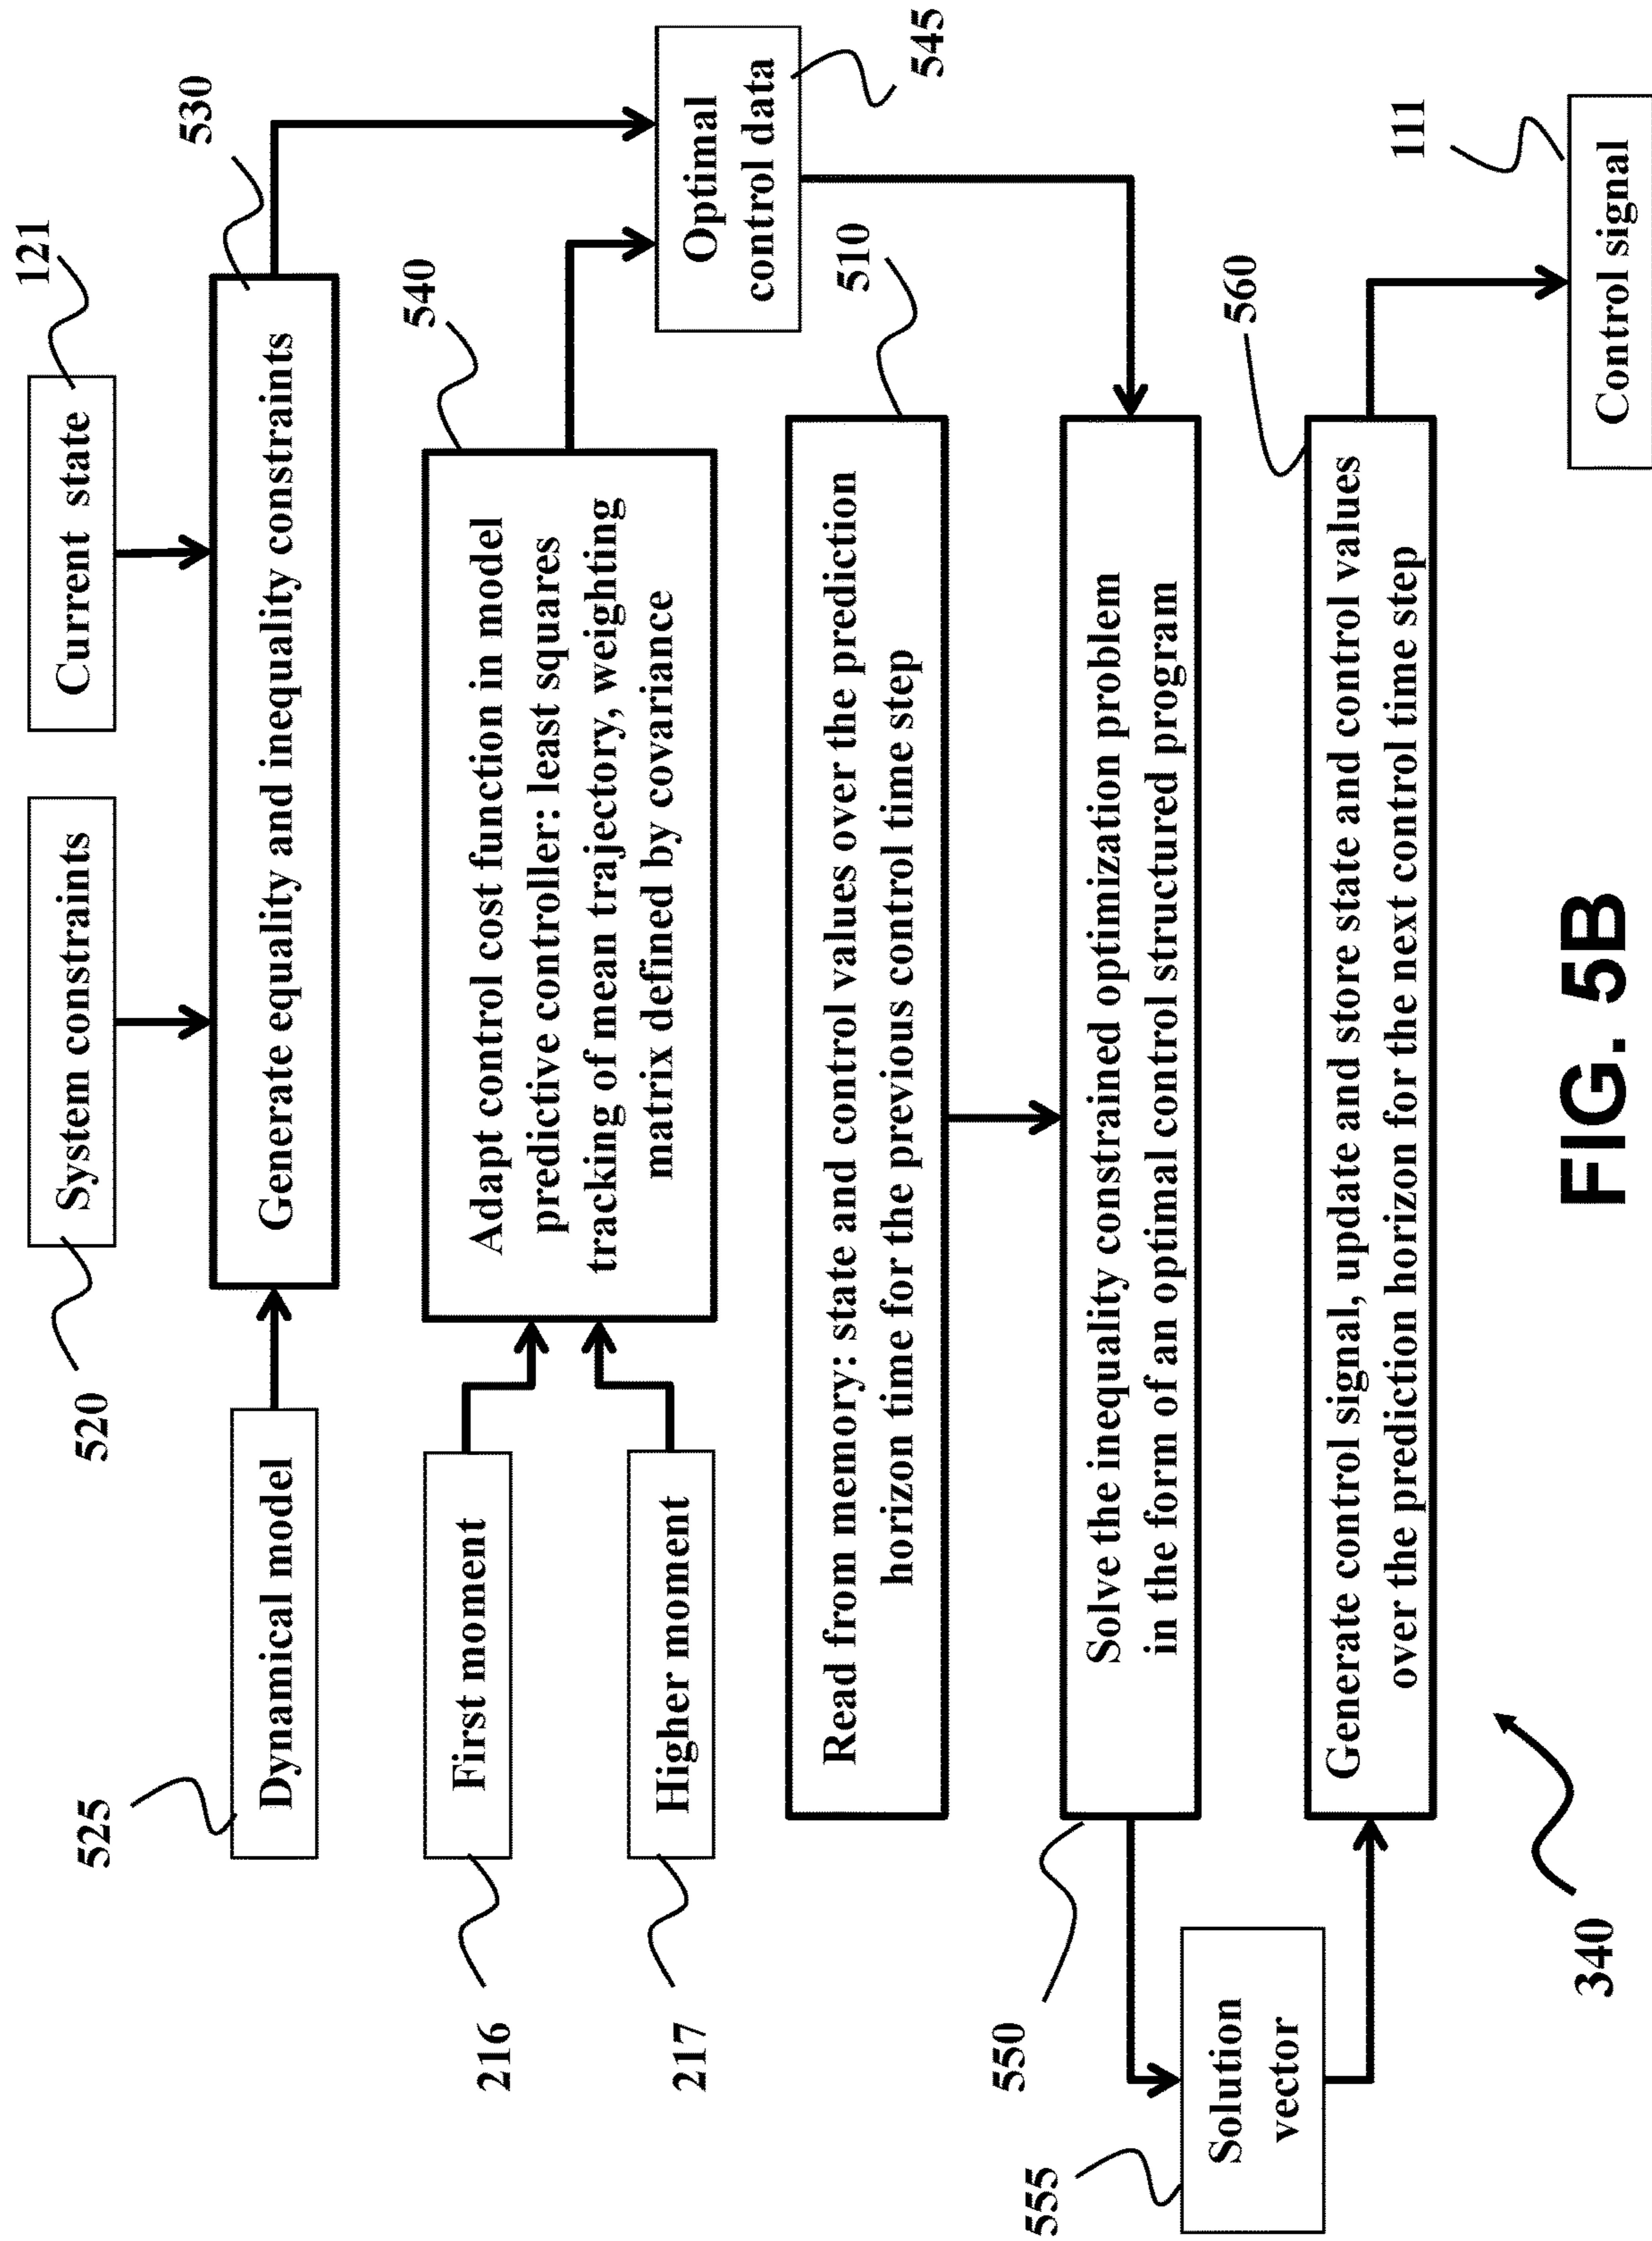 520
System constraints
Current state
121
525
Dynamical model
Generate equality and inequality constraints
530
216
First moment
217
Higher moment
Adapt control cost function in model
predictive controller: least squares
tracking of mean trajectory, weighting
matrix defined by covariance
540
Optimal
control data
545
Read from memory: state and control values over the prediction
horizon time for the previous control time step
510
Solve the inequality constrained optimization problem
in the form of an optimal control structured program
550
555
Solution
vector
Generate control signal, update and store state and control values
over the prediction horizon for the next control time step
560
111
Control signal
340
FIG. 5B